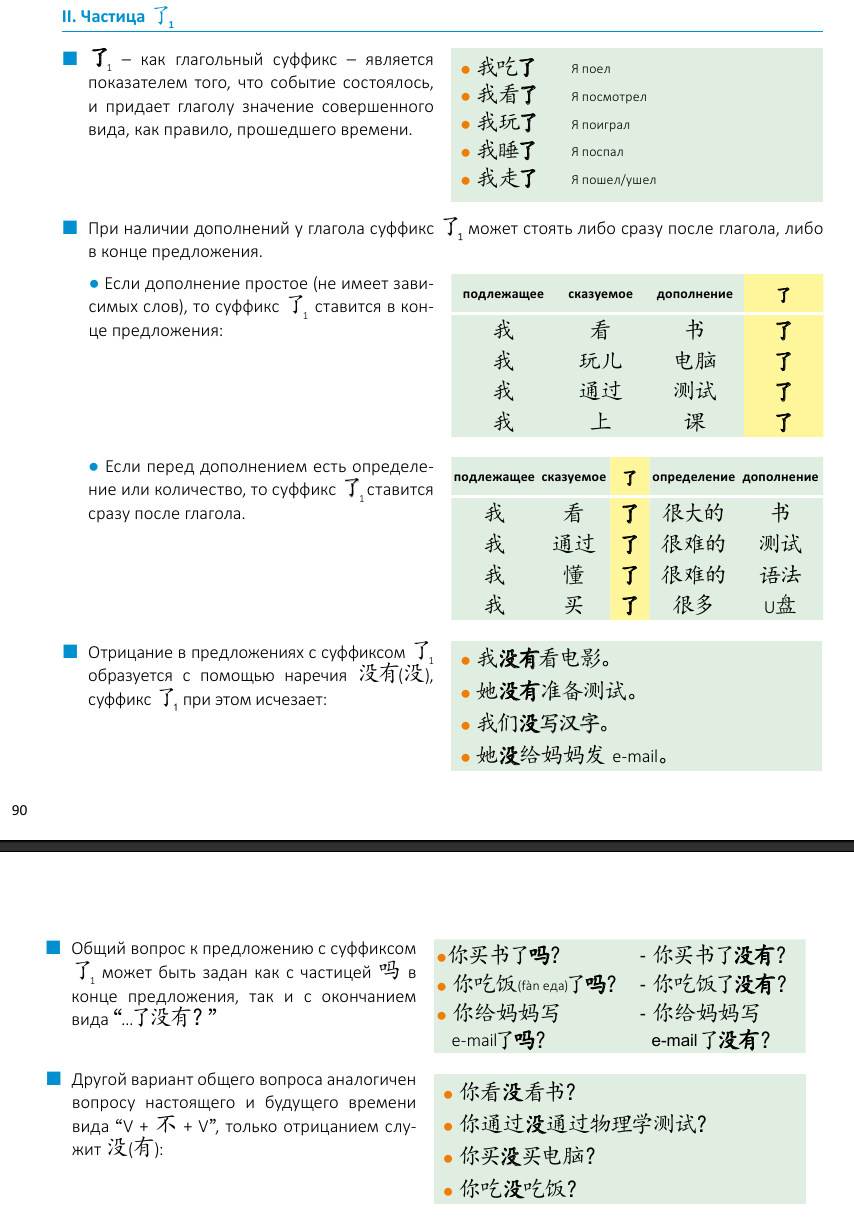 II. Частица 了1
了1 – как глагольный суффикс – является
показателем того, что событие состоялось,
и придает глаголу значение совершенного
вида, как правило, прошедшего времени.
● 我吃了 Я поел
● 我看了 Я посмотрел
● 我玩了 Я поиграл
● 我睡了 Я поспал
● 我走了 Я пошел/ушел
При наличии дополнений у глагола суффикс 了1 может стоять либо сразу после глагола, либо
в конце предложения.
● Если дополнение простое (не имеет зави-
симых слов), то суффикс 了1 ставится в кон-
це предложения:
подлежащее сказуемое дополнение 了
我 看 书 了
我 玩儿 电脑 了
我 通过 测试 了
我 上 课 了
● Если перед дополнением есть определе-
ние или количество, то суффикс 了1 ставится
сразу после глагола.
подлежащее сказуемое 了 определение дополнение
我 看 了 很大的 书
我 通过 了 很难的 测试
我 懂 了 很难的 语法
我 买 了 很多 U盘
Отрицание в предложениях с суффиксом 了1
образуется с помощью наречия 没有(没),
суффикс 了1 при этом исчезает:
● 我没有看电影。
● 她没有准备测试。
● 我们没写汉字。
● 她没给妈妈发 e-mail。
90
Общий вопрос к предложению с суффиксом
了1 может быть задан как с частицей 吗 в
конце предложения, так и с окончанием
вида “...了没有？”
● 你买书了吗？ - 你买书了没有？
● 你吃饭(fàn еда)了吗？ - 你吃饭了没有？
● 你给妈妈写 - 你给妈妈写
e-mail了吗？ e-mail 了没有？
Другой вариант общего вопроса аналогичен
вопросу настоящего и будущего времени
вида “V + 不 + V”, только отрицанием слу-
жит 没(有):
● 你看没看书？
● 你通过没通过物理学测试？
● 你买没买电脑？
● 你吃没吃饭？